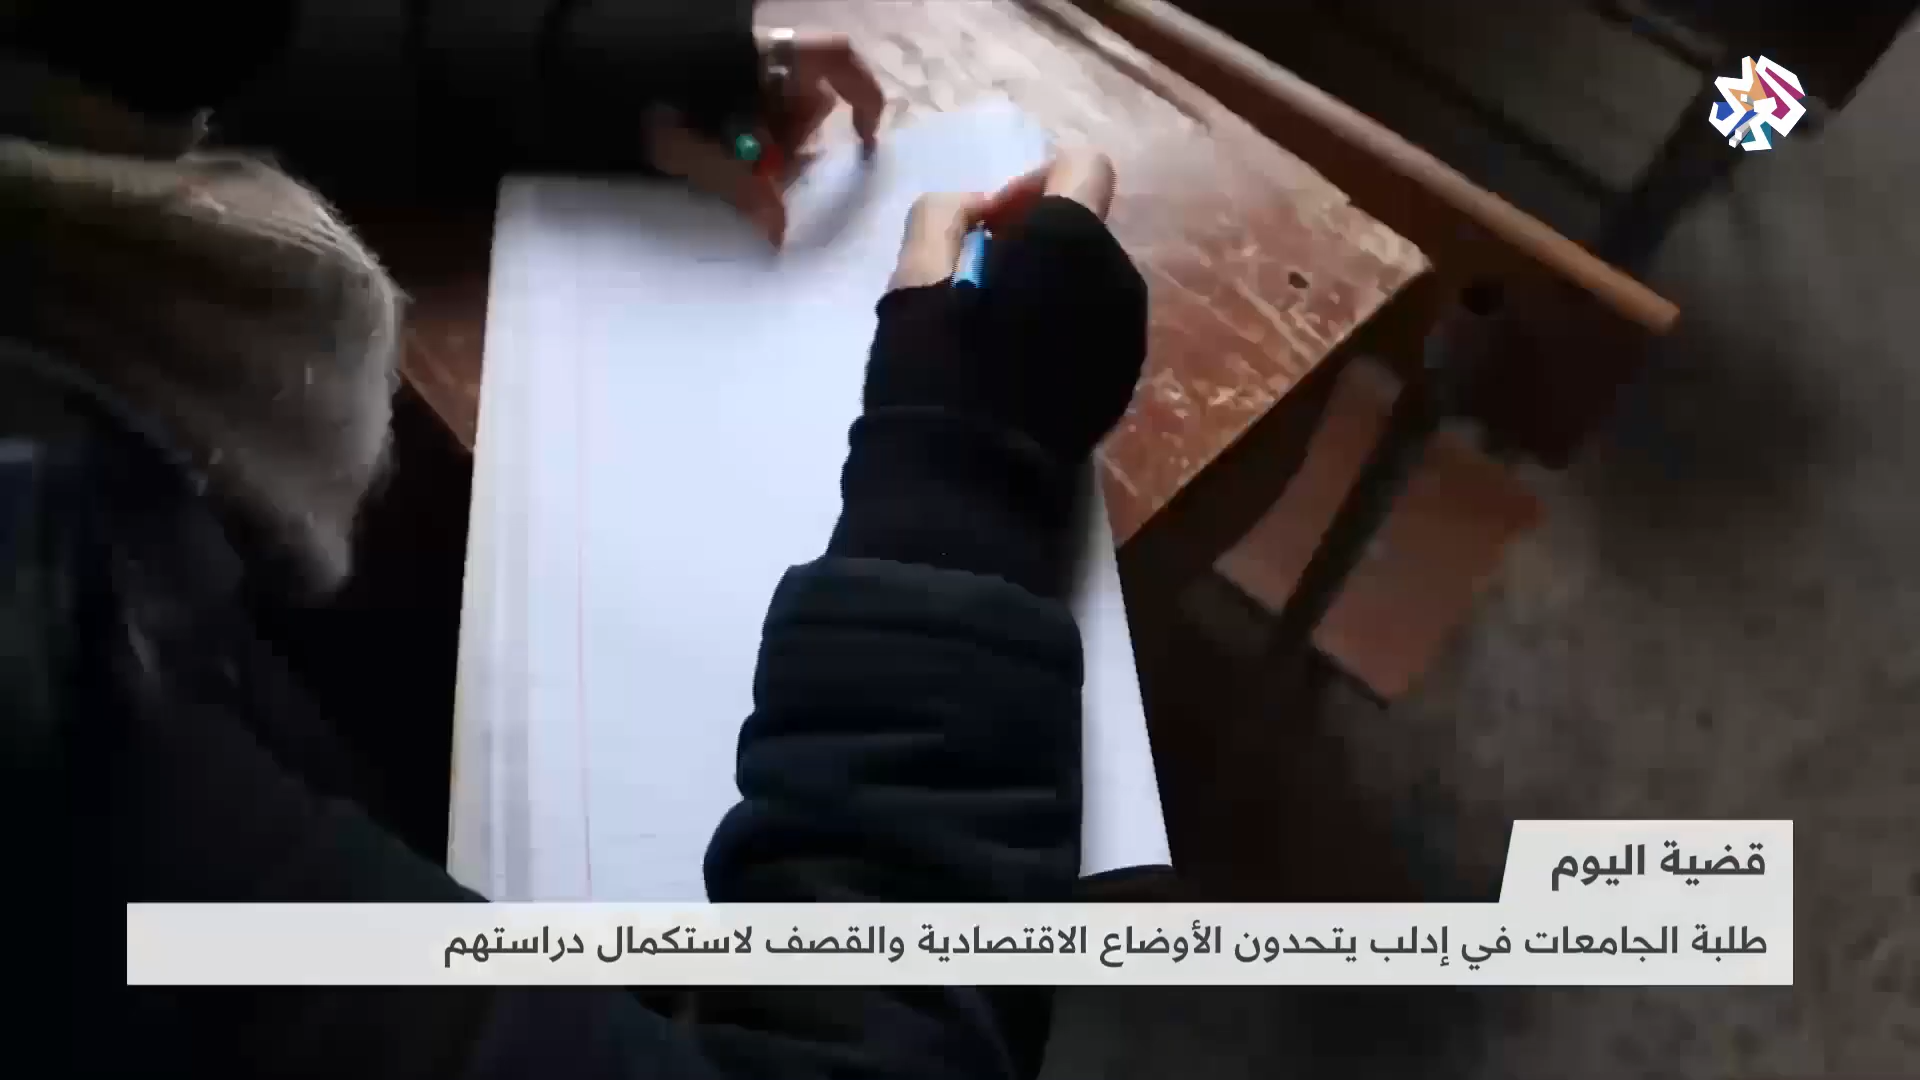 قضية اليوم
طلبة الجامعات في إدلب يتحدون الأوضاع الاقتصادية والقصف لاستكمال دراستهم